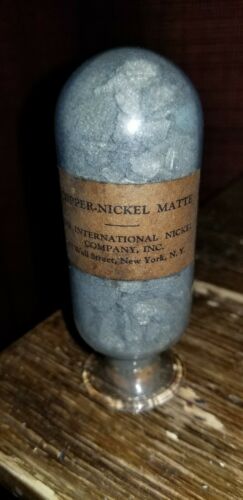 COPPER-NICKEL MATTE
INTERNATIONAL NICKEL
COMPANY, INC.
Wall Street, New York, N.Y.